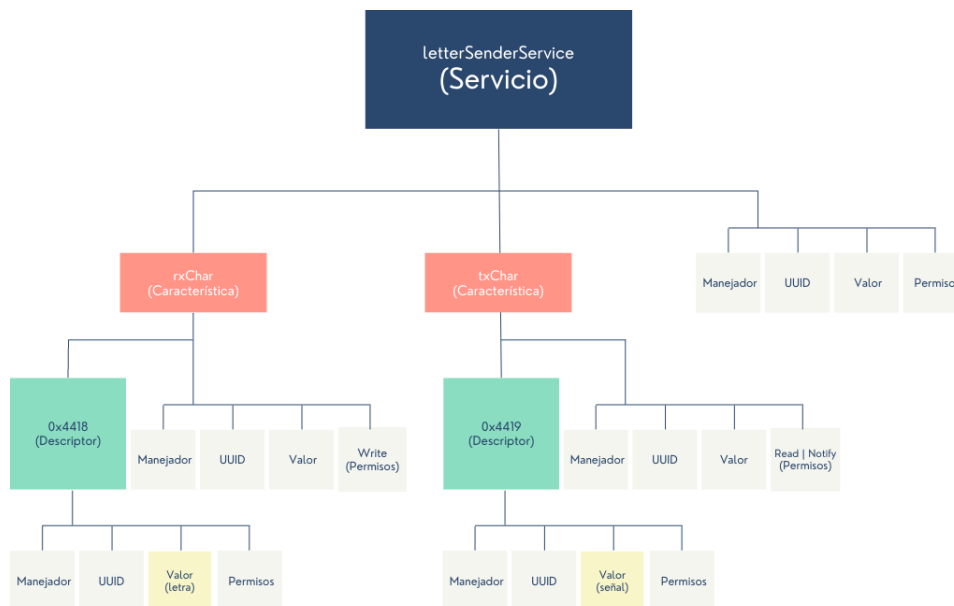 letterSenderService
(Servicio)
rxChar
(Característica)
txChar
(Característica)
Manejador
UUID
Valor
Permiso
0x4418
(Descriptor)
Manejador
UUID
Valor
Write
(Permisos)
0x4419
(Descriptor)
Manejador
UUID
Valor
Read | Notify
(Permisos)
Manejador
UUID
Valor
(letra)
Permisos
Manejador
UUID
Valor
(señal)
Permisos